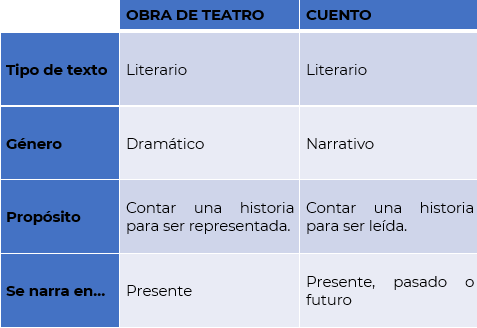 OBRA DE TEATRO CUENTO
Tipo de texto Literario Literario
Género Dramático Narrativo
Propósito Contar una historia para ser representada. Contar una historia para ser leída.
Se narra en... Presente Presente, pasado o futuro